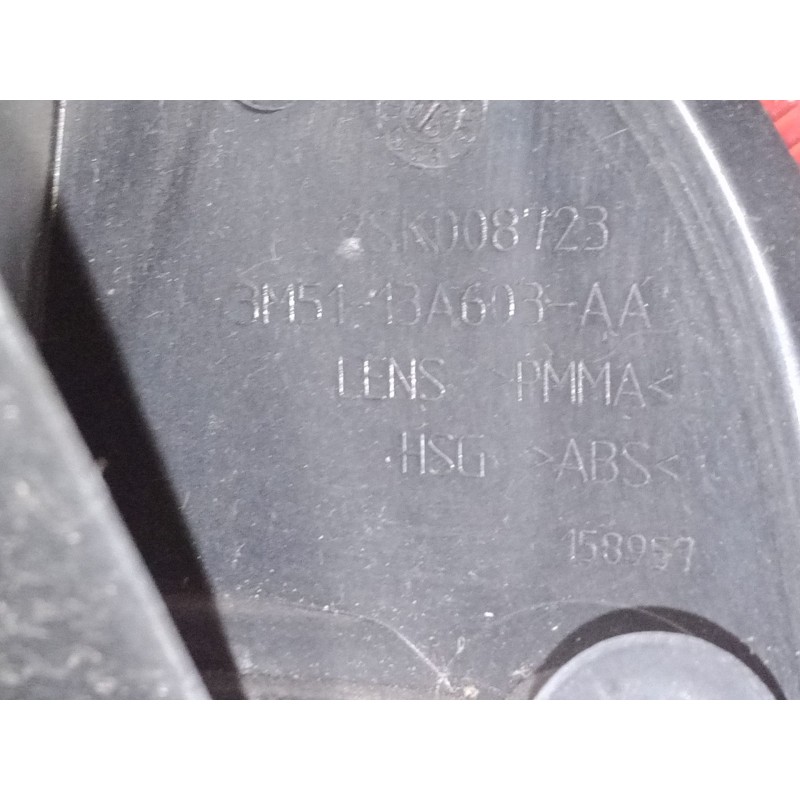 2SK008723
3M51-13A603-AA
LENS >PMMA<
HSG >ABS<
158957